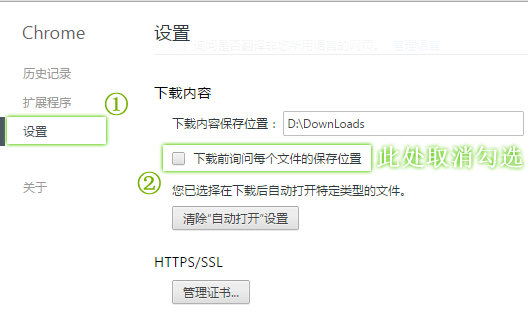 Chrome
设置
历史记录
扩展程序
①
设置
关于
下载内容
下载内容保存位置：
D:\DownLoads
下载前询问每个文件的保存位置
此处取消勾选
②
您已选择在下载后自动打开特定类型的文件。
清除“自动打开”设置
HTTPS/SSL
管理证书...